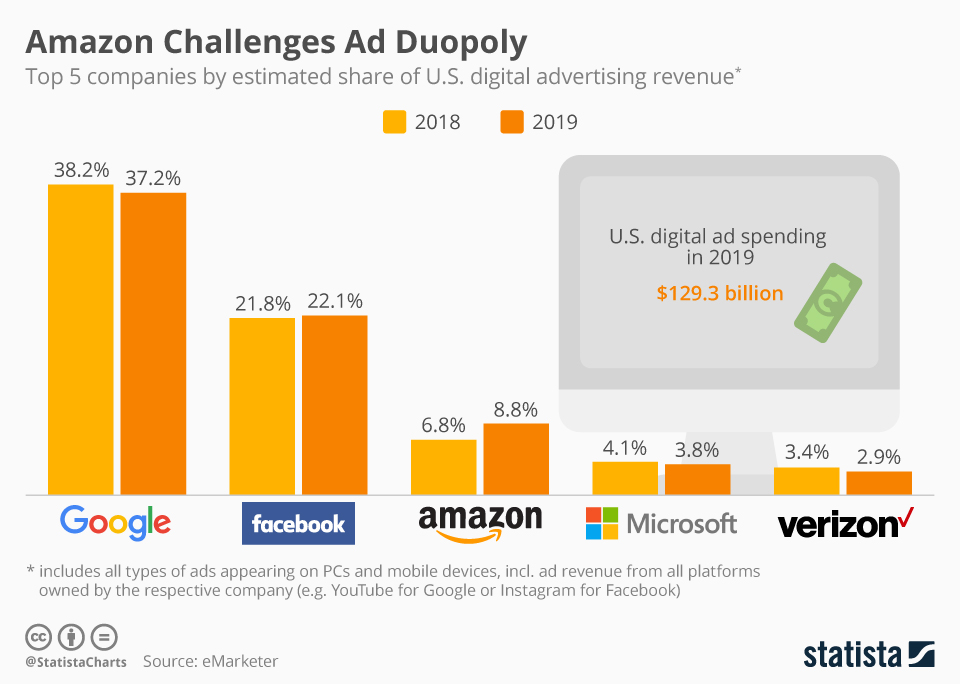 Amazon Challenges Ad Duopoly
Top 5 companies by estimated share of U.S. digital advertising revenue*
2018 2019
38.2% 37.2%
21.8% 22.1%
6.8% 8.8%
4.1% 3.8%
3.4% 2.9%
U.S. digital ad spending
in 2019
$129.3 billion
Google facebook amazon Microsoft verizon
* includes all types of ads appearing on PCs and mobile devices, incl. ad revenue from all platforms
owned by the respective company (e.g. YouTube for Google or Instagram for Facebook)
cc
@StatistaCharts Source: eMarketer
statista